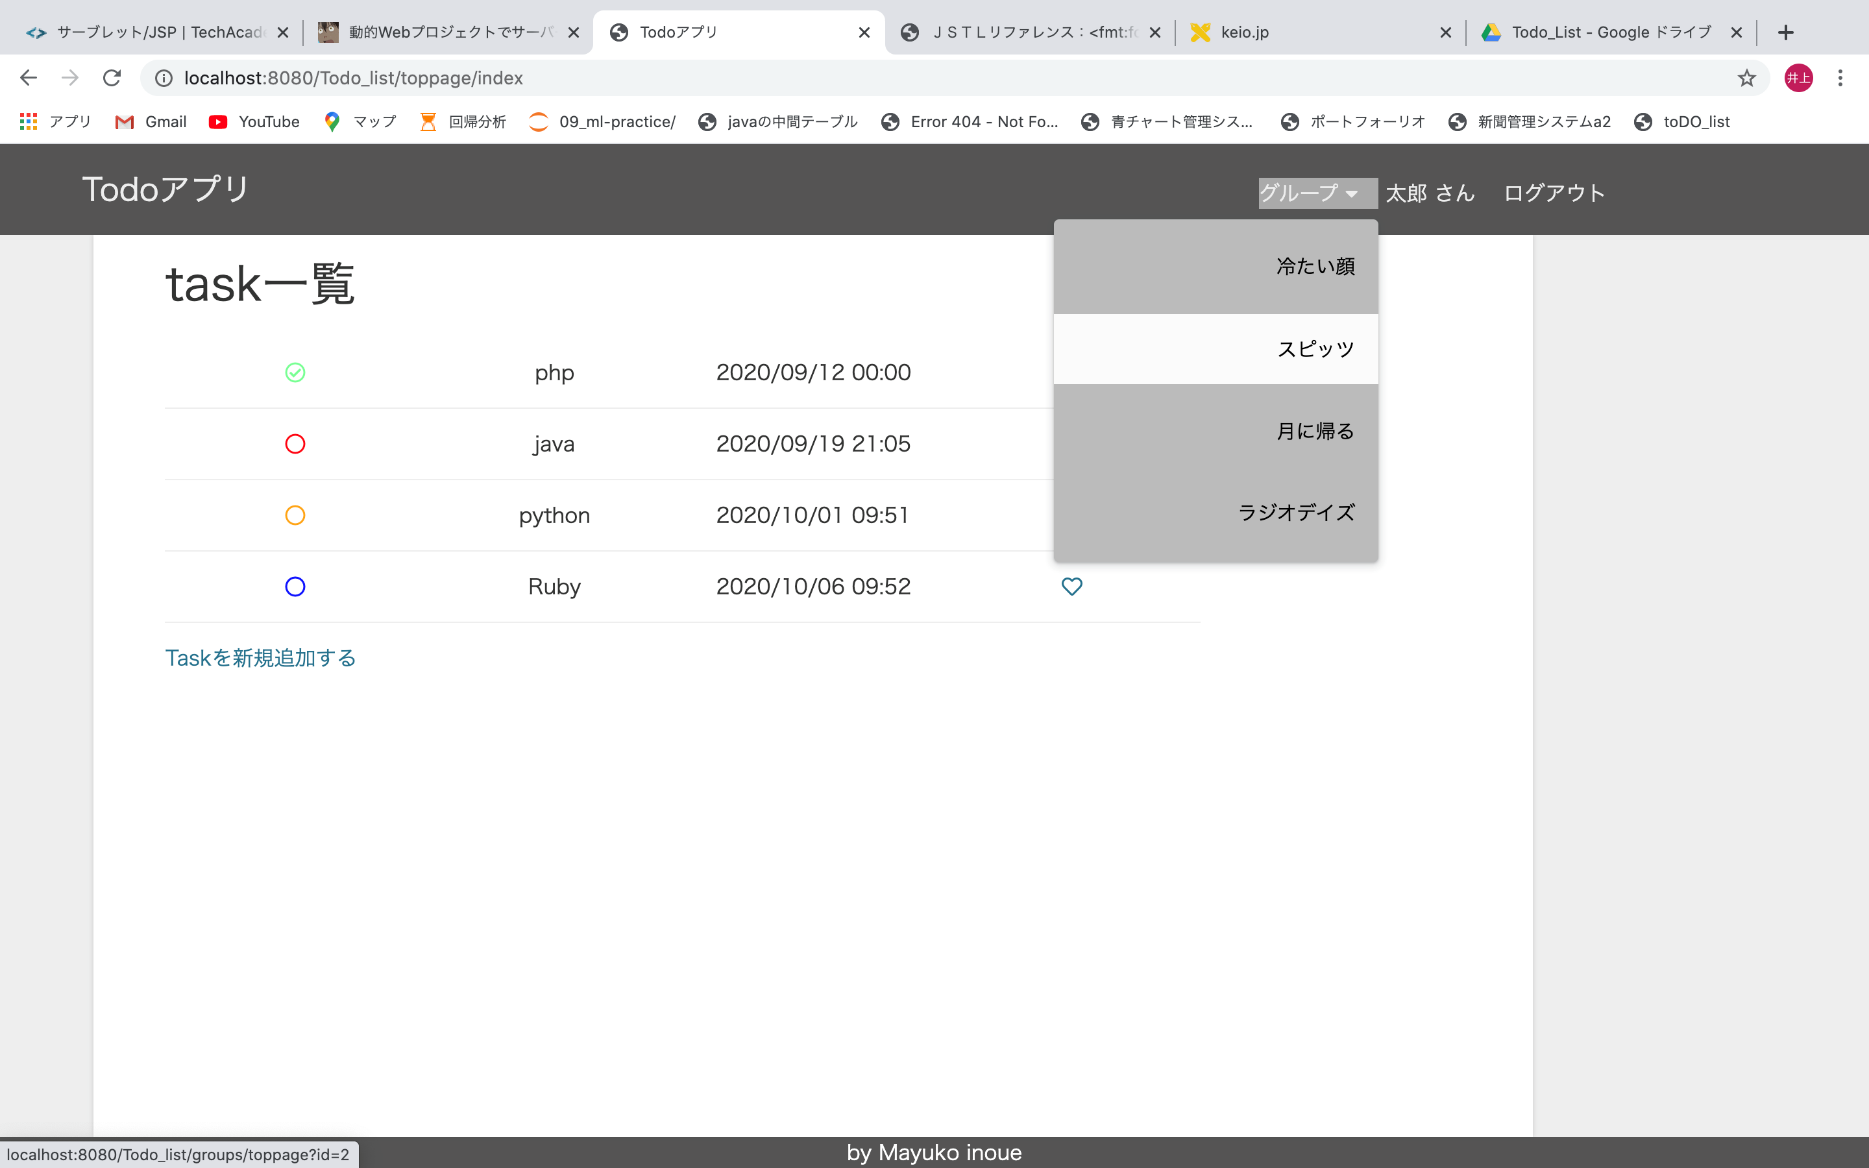 サーブレット/JSP | TechAcad
動的Webプロジェクトでサーバ
Todoアプリ
ＪＳＴＬリファレンス：<fmt:fo
keio.jp
Todo_List - Google ドライブ
localhost:8080/Todo_list/toppage/index
井上
アプリ
Gmail
YouTube
マップ
回帰分析
09_ml-practice/
javaの中間テーブル
Error 404 - Not Fo...
青チャート管理シス...
ポートフォーリオ
新聞管理システムa2
toDO_list
Todoアプリ
グループ
太郎 さん
ログアウト
冷たい顔
スピッツ
月に帰る
ラジオデイズ
task一覧
php 2020/09/12 00:00
java 2020/09/19 21:05
python 2020/10/01 09:51
Ruby 2020/10/06 09:52
Taskを新規追加する
by Mayuko inoue
localhost:8080/Todo_list/groups/toppage?id=2